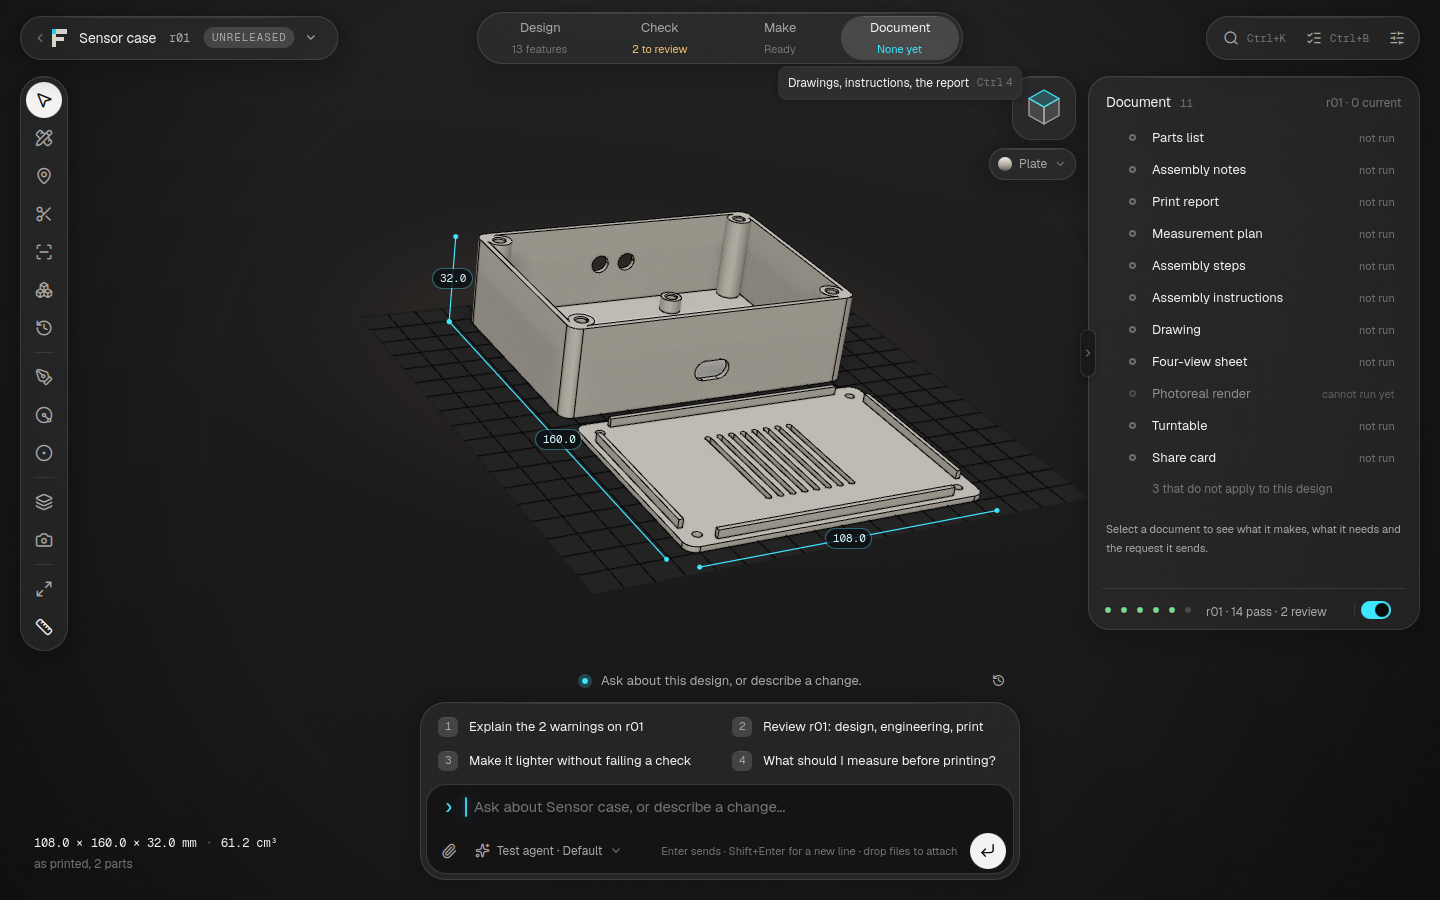 Sensor case r01 UNRELEASED
Design
13 features
Check
2 to review
Make
Ready
Document
None yet
Ctrl+K Ctrl+B
Drawings, instructions, the report Ctrl 4
Plate
Document 11 r01 · 0 current
Parts list not run
Assembly notes not run
Print report not run
Measurement plan not run
Assembly steps not run
Assembly instructions not run
Drawing not run
Four-view sheet not run
Photoreal render cannot run yet
Turntable not run
Share card not run
3 that do not apply to this design
Select a document to see what it makes, what it needs and
the request it sends.
r01 · 14 pass · 2 review
32.0
160.0
108.0
Ask about this design, or describe a change.
1 Explain the 2 warnings on r01
2 Review r01: design, engineering, print
3 Make it lighter without failing a check
4 What should I measure before printing?
Ask about Sensor case, or describe a change...
Test agent · Default
Enter sends · Shift+Enter for a new line · drop files to attach
108.0 × 160.0 × 32.0 mm · 61.2 cm³
as printed, 2 parts